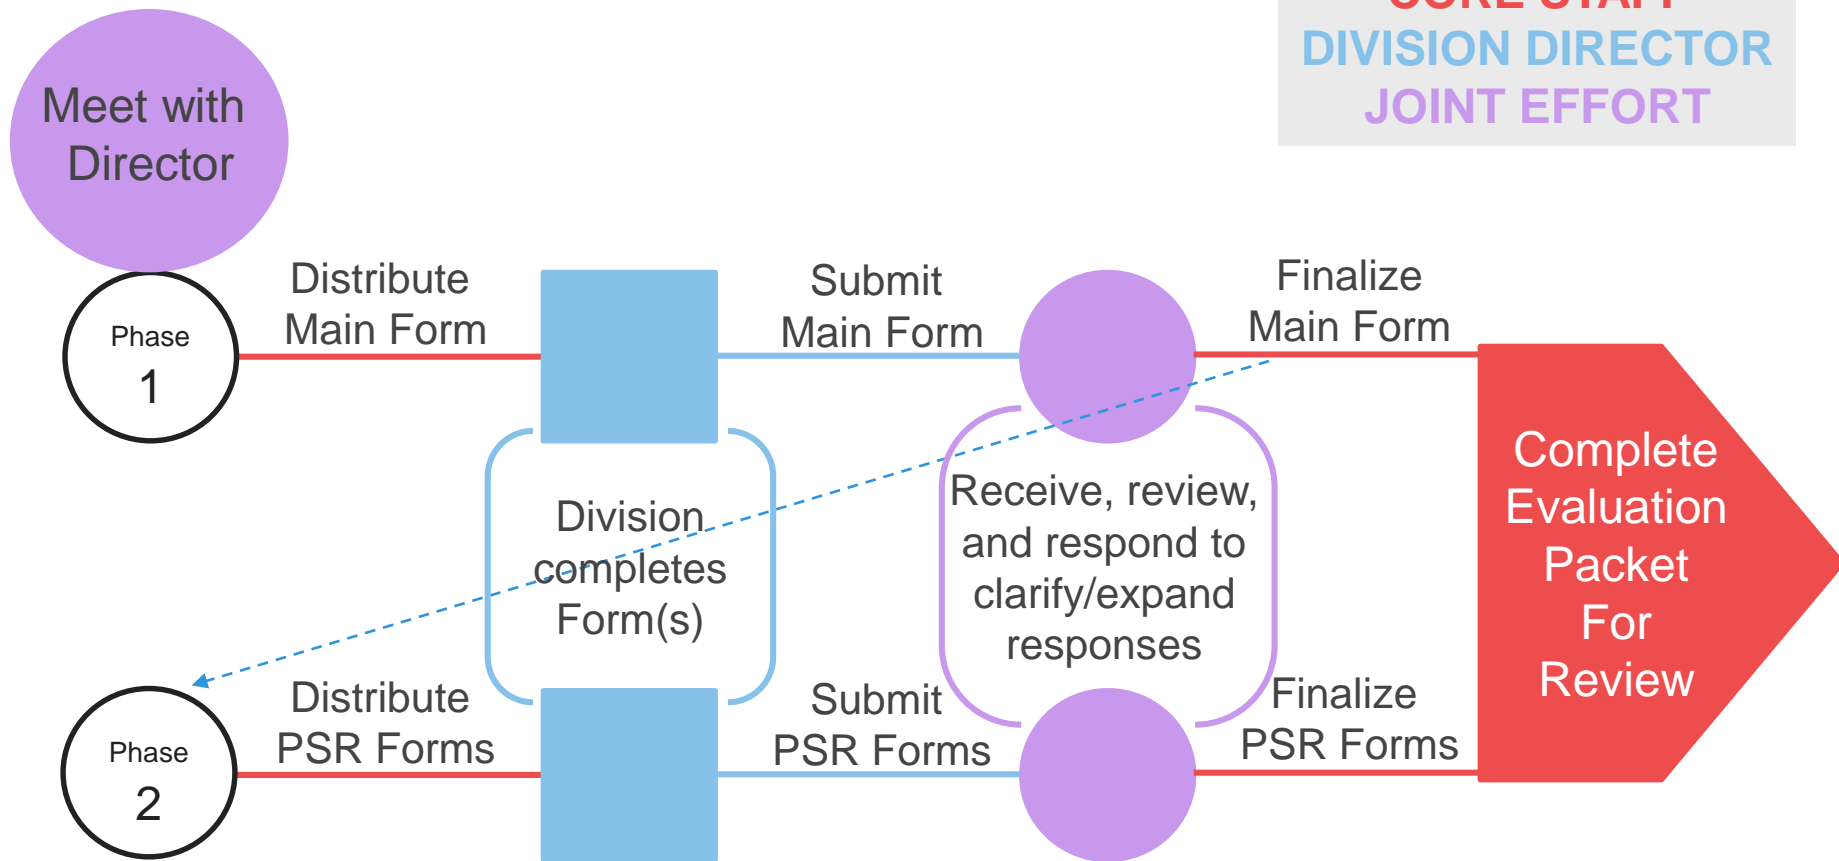 CORE STAFF
DIVISION DIRECTOR
JOINT EFFORT
Meet with
Director
Phase
1
Distribute
Main Form
Submit
Main Form
Finalize
Main Form
Division
completes
Form(s)
Receive, review,
and respond to
clarify/expand
responses
Complete
Evaluation
Packet
For
Review
Phase
2
Distribute
PSR Forms
Submit
PSR Forms
Finalize
PSR Forms